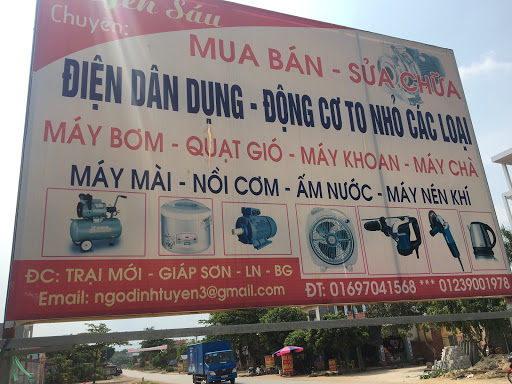 Sáu
Chuyên:
MUA BÁN - SỬA CHỮA
ĐIỆN DÂN DỤNG - ĐỘNG CƠ TO NHỎ CÁC LOẠI
MÁY BƠM - QUẠT GIÓ - MÁY KHOAN - MÁY CHÀ
MÁY MÀI - NỒI CƠM - ẤM NƯỚC - MÁY NÉN KHÍ
ĐC: TRẠI MỚI - GIÁP SƠN - LN - BG
Email: ngodinhtuyen3@gmail.com
ĐT: 01697041568 *** 01239001978